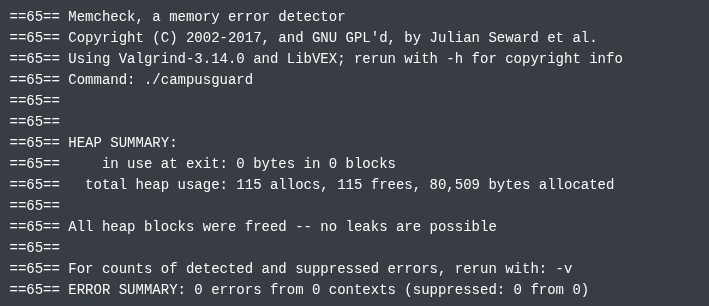 ==65== Memcheck, a memory error detector
==65== Copyright (C) 2002-2017, and GNU GPL'd, by Julian Seward et al.
==65== Using Valgrind-3.14.0 and LibVEX; rerun with -h for copyright info
==65== Command: ./campusguard
==65==
==65==
==65== HEAP SUMMARY:
==65==     in use at exit: 0 bytes in 0 blocks
==65==   total heap usage: 115 allocs, 115 frees, 80,509 bytes allocated
==65==
==65== All heap blocks were freed -- no leaks are possible
==65==
==65== For counts of detected and suppressed errors, rerun with: -v
==65== ERROR SUMMARY: 0 errors from 0 contexts (suppressed: 0 from 0)